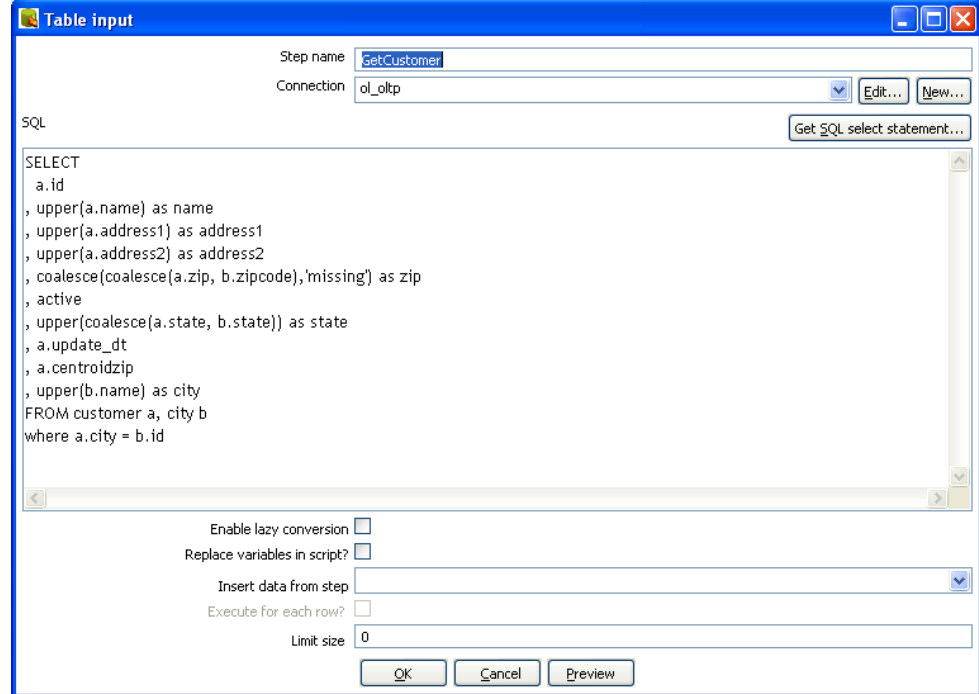 Table input
Step name GetCustomer
Connection ol_oltp Edit... New...
SQL Get SQL select statement...
SELECT
a.id
, upper(a.name) as name
, upper(a.address1) as address1
, upper(a.address2) as address2
, coalesce(coalesce(a.zip, b.zipcode),'missing') as zip
, active
, upper(coalesce(a.state, b.state)) as state
, a.update_dt
, a.centroidzip
, upper(b.name) as city
FROM customer a, city b
where a.city = b.id
Enable lazy conversion
Replace variables in script?
Insert data from step
Execute for each row?
Limit size 0
OK Cancel Preview